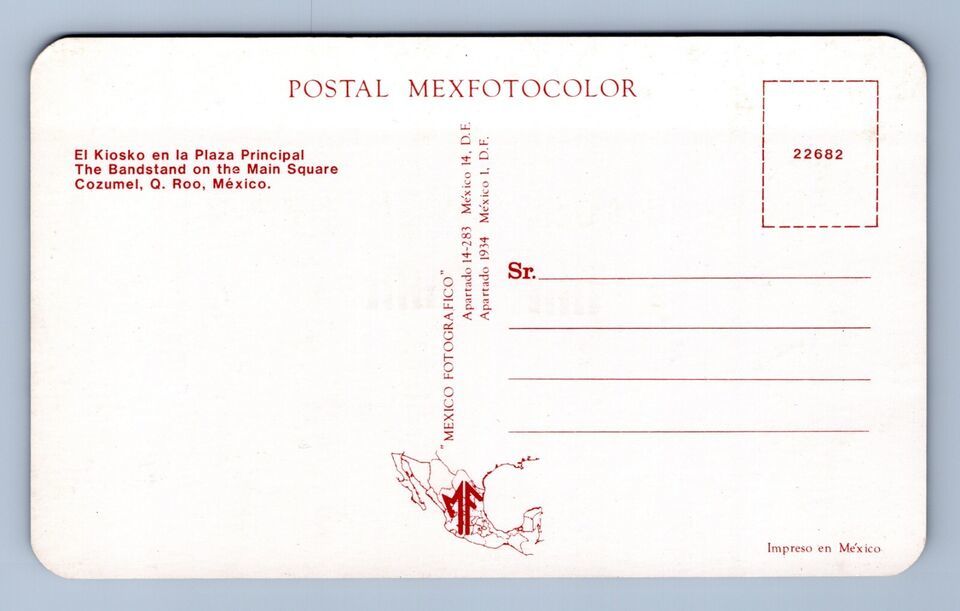 POSTAL MEXFOTOCOLOR
El Kiosko en la Plaza Principal
The Bandstand on the Main Square
Cozumel, Q. Roo, México.
"MEXICO FOTOGRAFICO"
Apartado 14-283 México 14, D.F.
Apartado 1934 México 1, D.F.
22682
Sr.
MF
Impreso en México